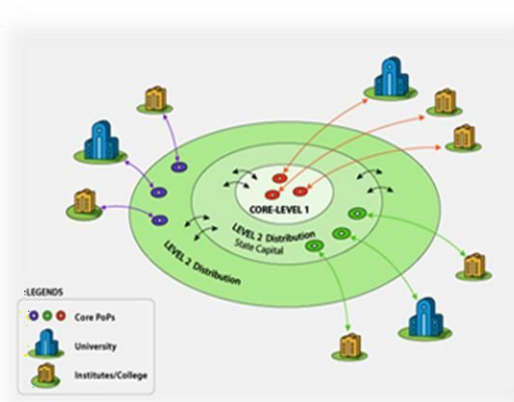 CORE-LEVEL 1
LEVEL 2 Distribution
State Capital
LEVEL 2 Distribution
:LEGENDS
Core PoPs
University
Institutes/College